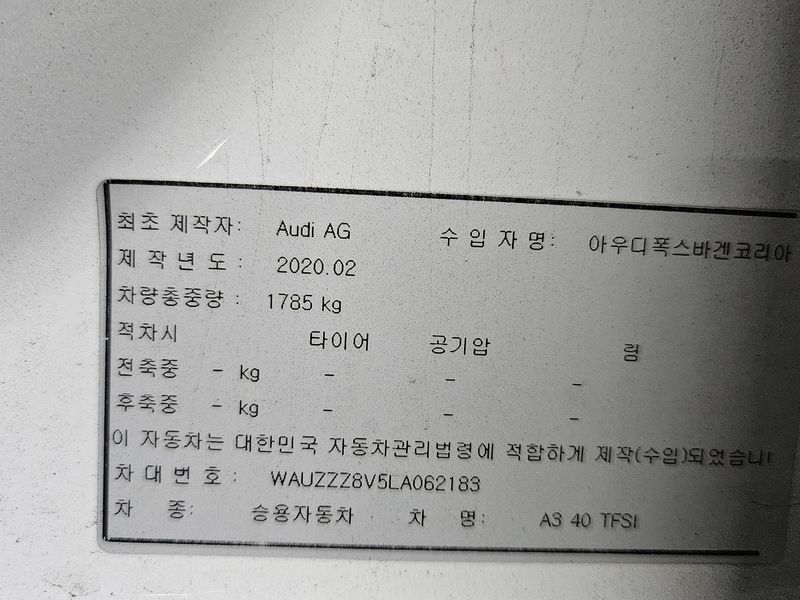 최초 제작자: Audi AG 수 입 자 명: 아우디폭스바겐코리아
제 작 년 도 : 2020.02
차량총중량 : 1785 kg
적차시 타이어 공기압 림
전축중 - kg - - -
후축중 - kg - - -
이 자동차는 대한민국 자동차관리법령에 적합하게 제작(수입)되었습니
차 대 번 호 : WAUZZZ8V5LA062183
차 종: 승용자동차 차 명: A3 40 TFSI